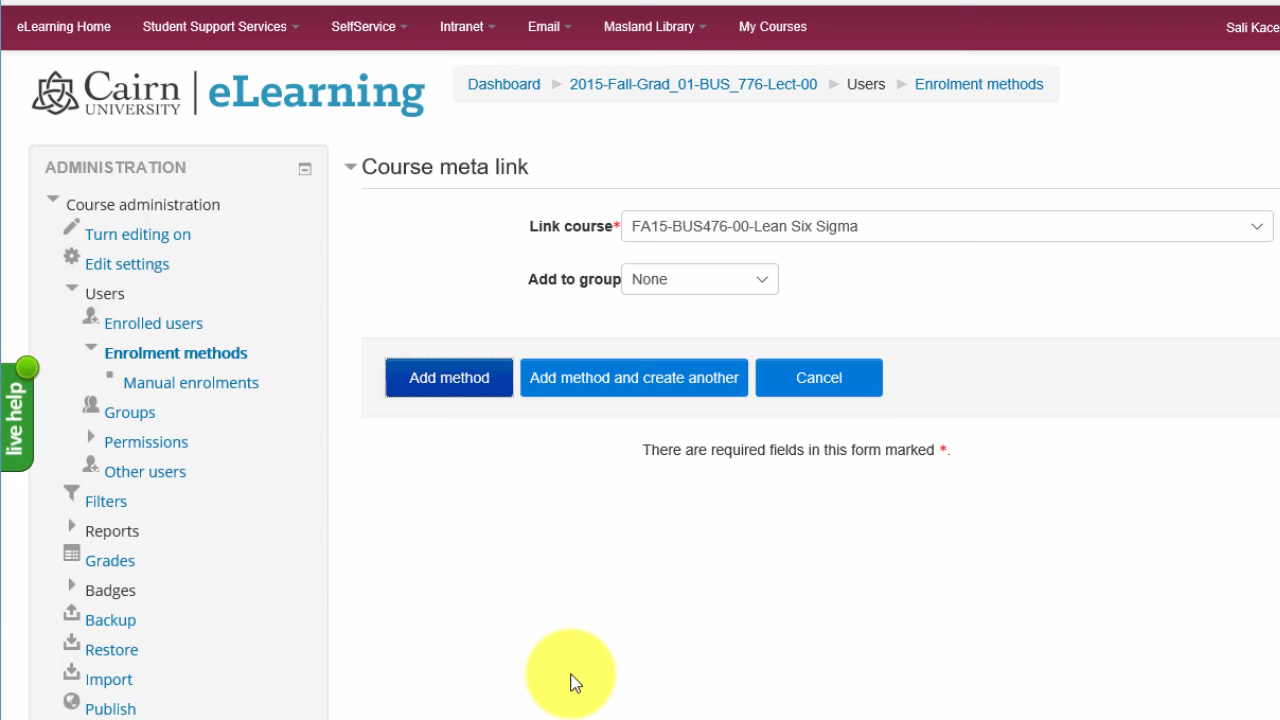 eLearning Home Student Support Services SelfService Intranet Email Masland Library My Courses Sali Kace
Cairn UNIVERSITY eLearning
Dashboard 2015-Fall-Grad_01-BUS_776-Lect-00 Users Enrolment methods
ADMINISTRATION
Course administration
Turn editing on
Edit settings
Users
Enrolled users
Enrolment methods
Manual enrolments
Groups
Permissions
Other users
Filters
Reports
Grades
Badges
Backup
Restore
Import
Publish
live help
Course meta link
Link course* FA15-BUS476-00-Lean Six Sigma
Add to group None
Add method Add method and create another Cancel
There are required fields in this form marked *.